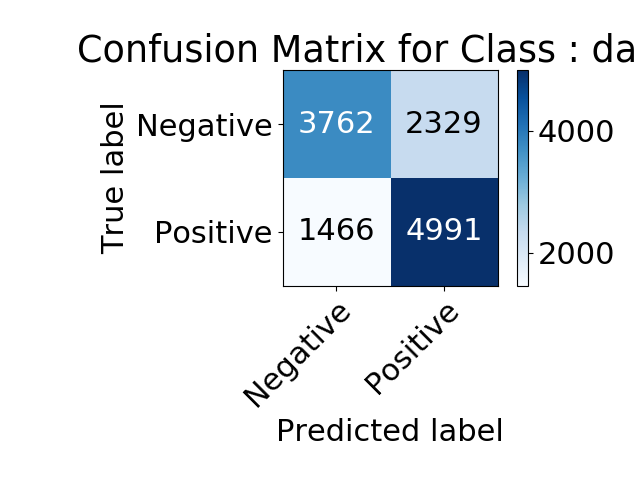 Confusion Matrix for Class : da
True label
Negative 3762 2329
Positive 1466 4991
4000
2000
Negative Positive
Predicted label